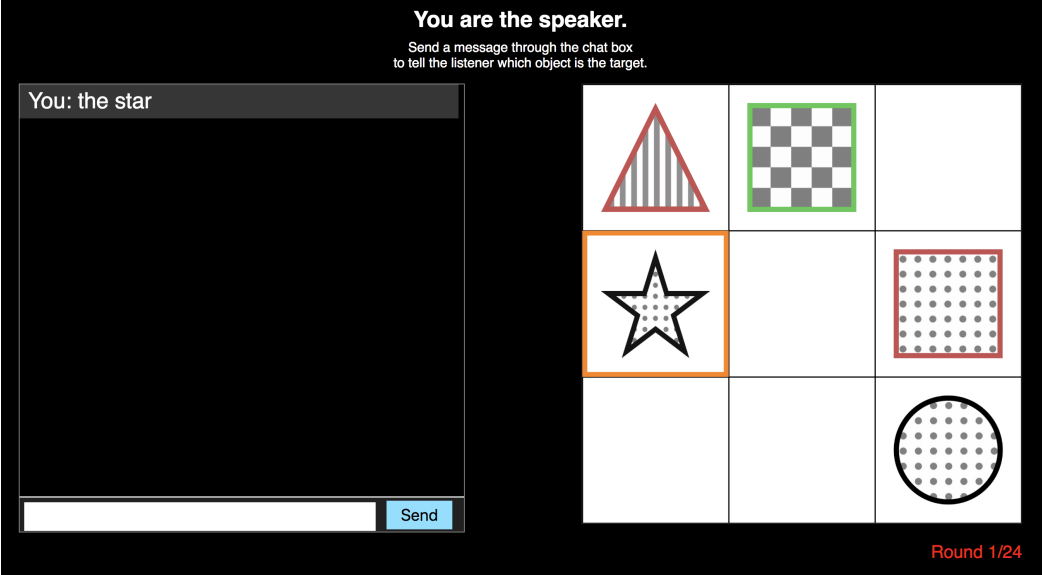 You are the speaker.
Send a message through the chat box
to tell the listener which object is the target.
You: the star
Send
Round 1/24